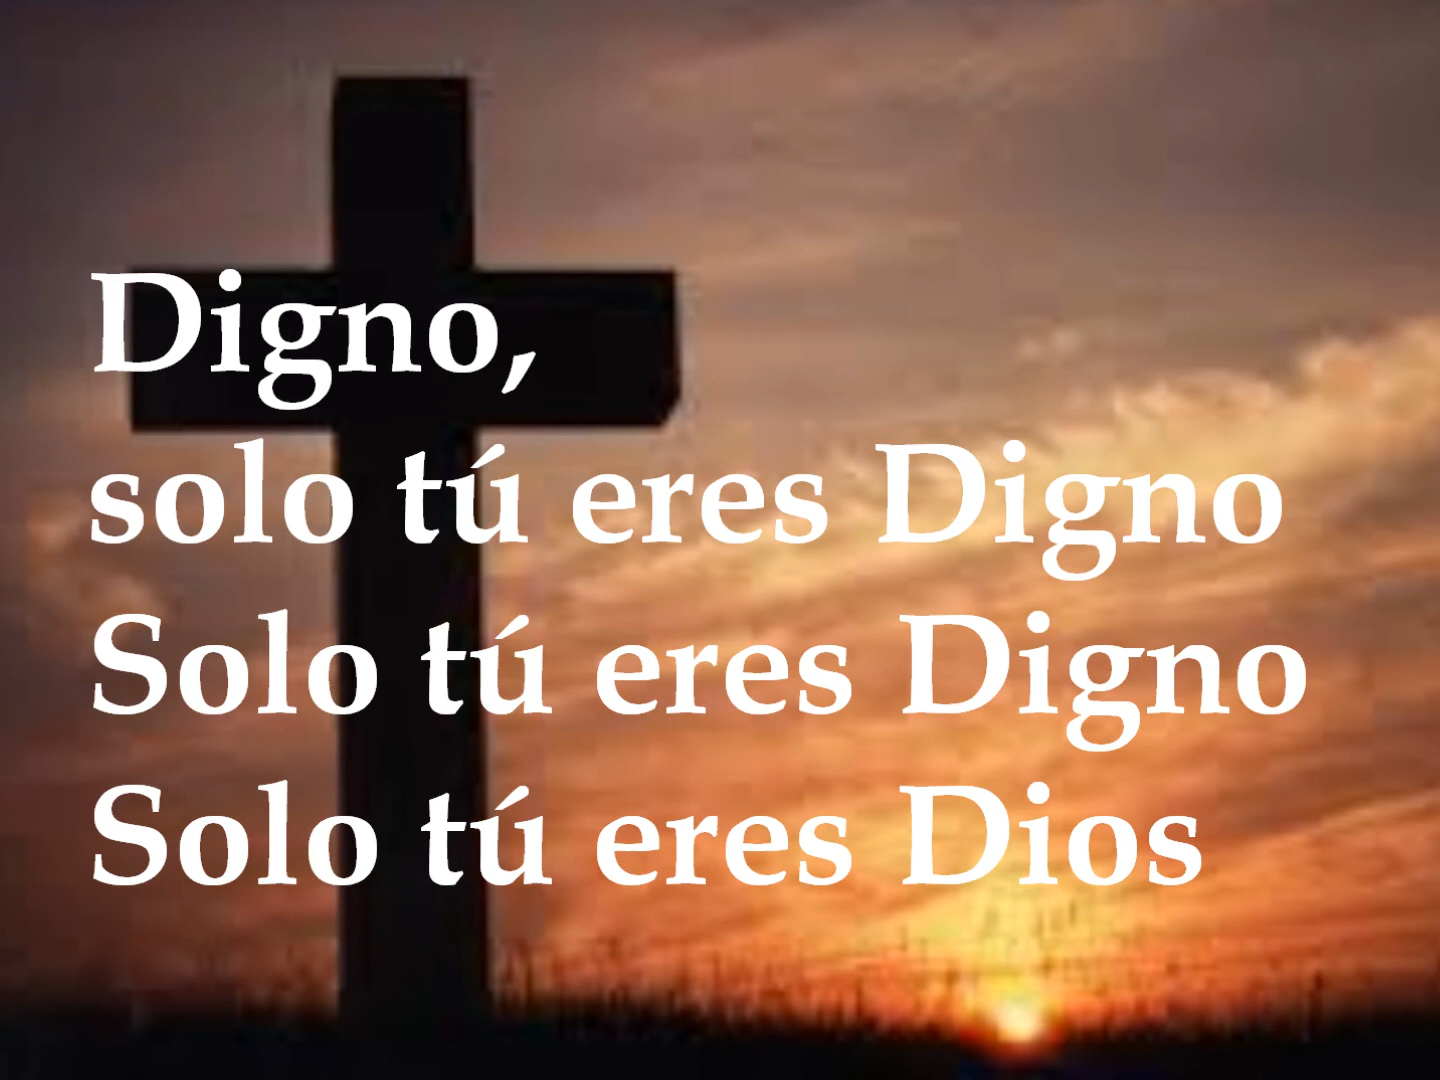 Digno,
solo tú eres Digno
Solo tú eres Digno
Solo tú eres Dios